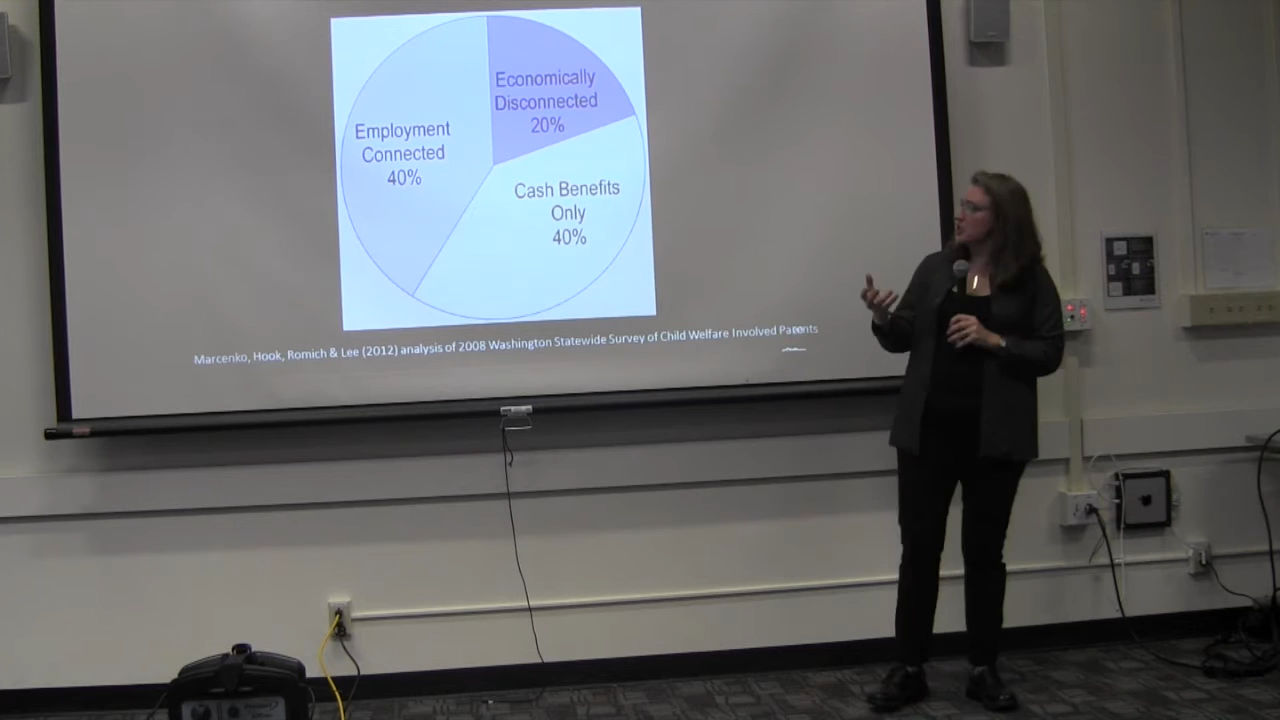 Economically
Disconnected
20%
Employment
Connected
40%
Cash Benefits
Only
40%
Marcenko, Hook, Romich & Lee (2012) analysis of 2008 Washington Statewide Survey of Child Welfare Involved Parents